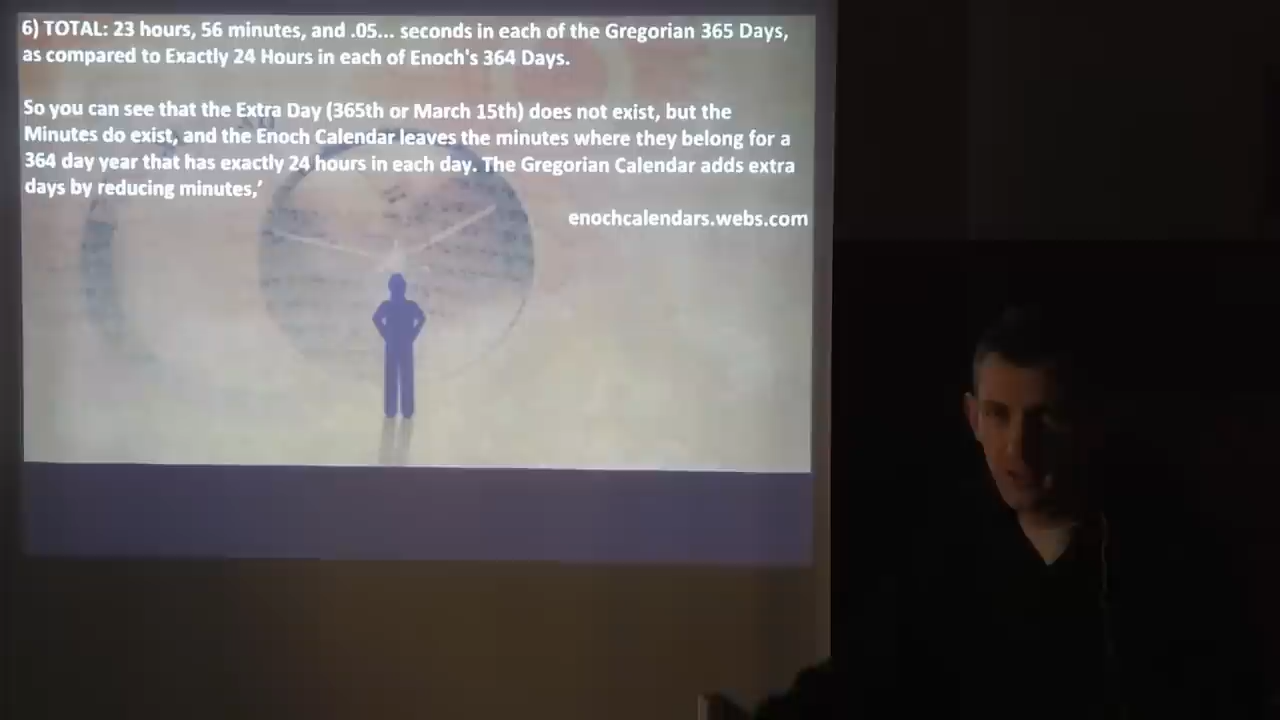 6) TOTAL: 23 hours, 56 minutes, and .05... seconds in each of the Gregorian 365 Days,
as compared to Exactly 24 Hours in each of Enoch's 364 Days.
So you can see that the Extra Day (365th or March 15th) does not exist, but the
Minutes do exist, and the Enoch Calendar leaves the minutes where they belong for a
364 day year that has exactly 24 hours in each day. The Gregorian Calendar adds extra
days by reducing minutes,’
enochcalendars.webs.com